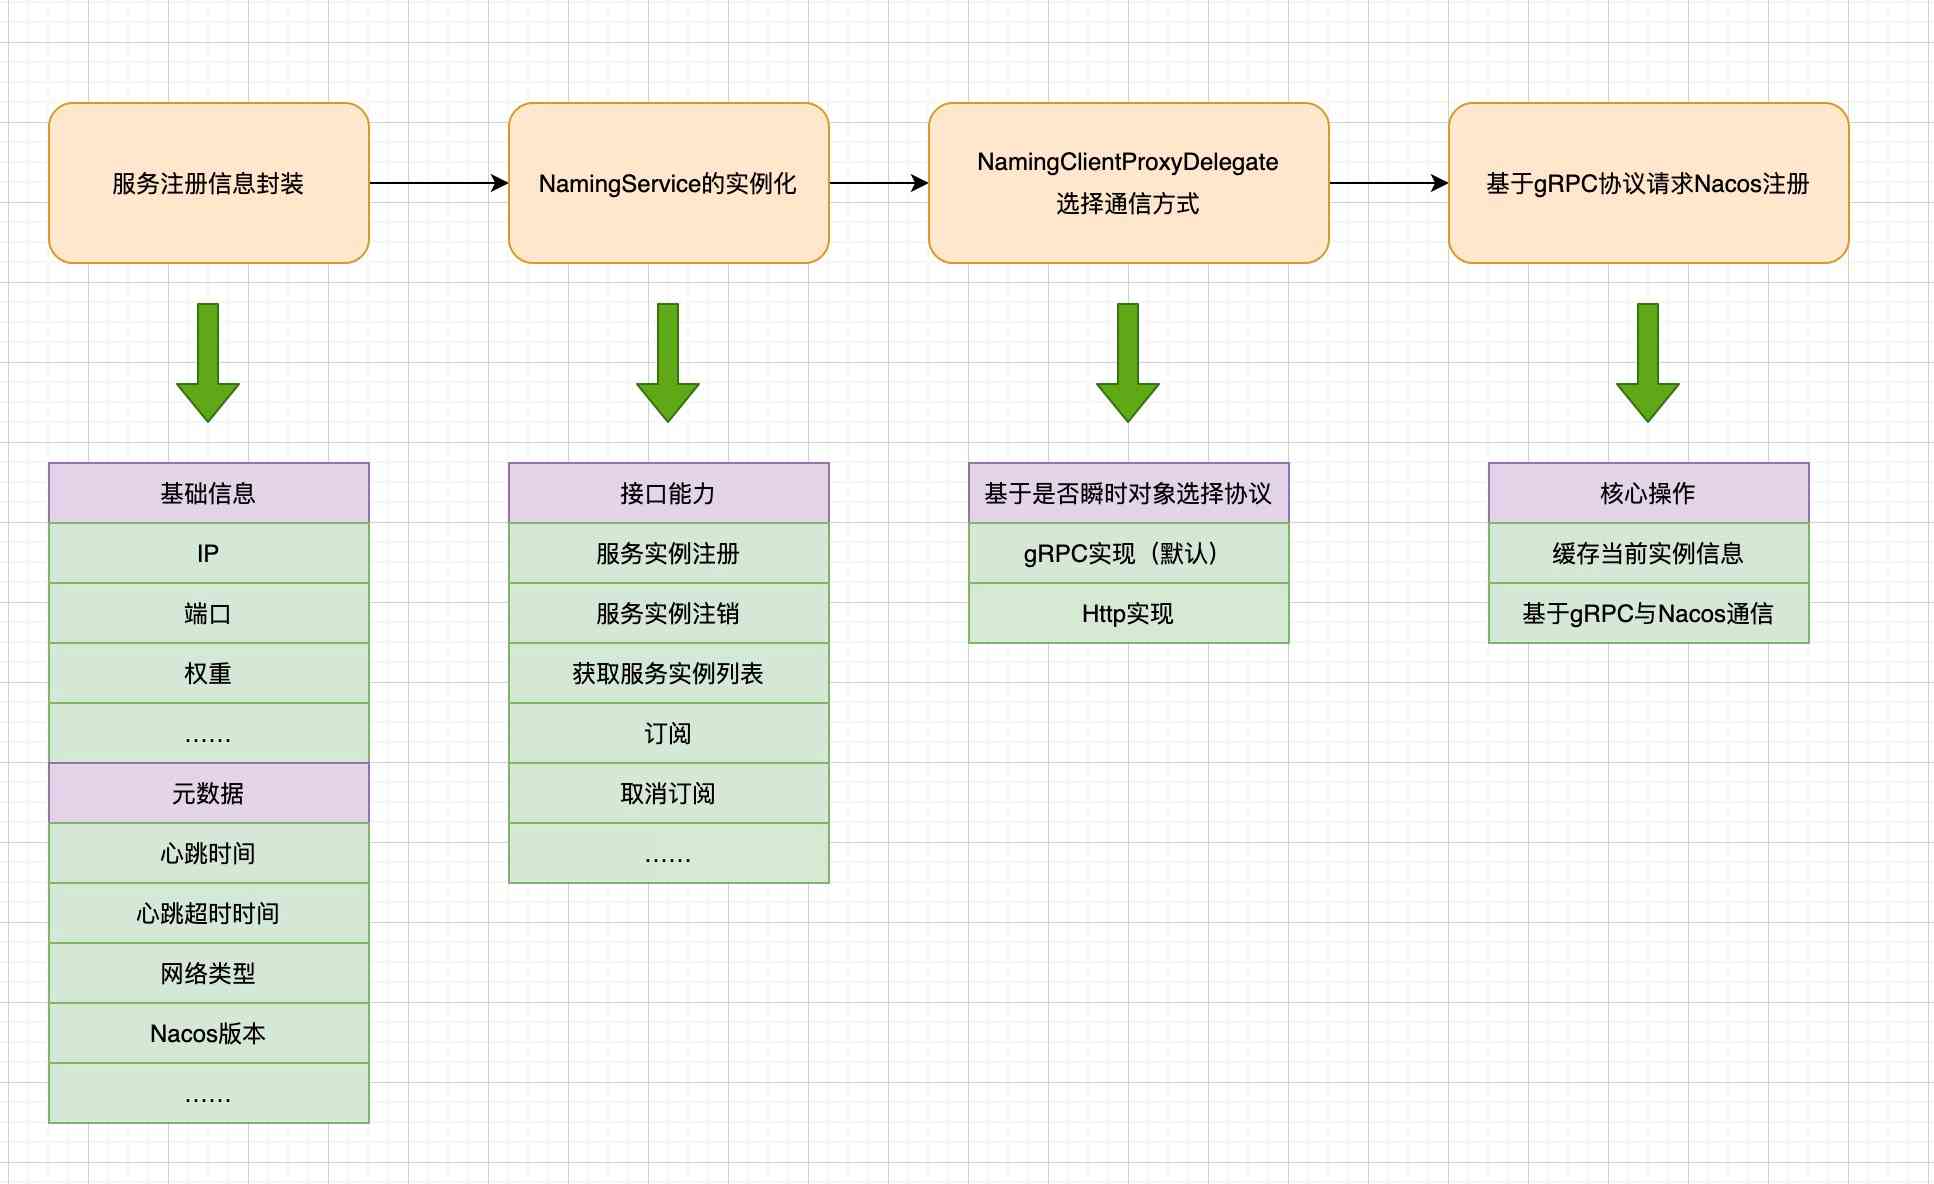 服务注册信息封装
NamingService的实例化
NamingClientProxyDelegate
选择通信方式
基于gRPC协议请求Nacos注册
基础信息
IP
端口
权重
……
元数据
心跳时间
心跳超时时间
网络类型
Nacos版本
……
接口能力
服务实例注册
服务实例注销
获取服务实例列表
订阅
取消订阅
……
基于是否瞬时对象选择协议
gRPC实现（默认）
Http实现
核心操作
缓存当前实例信息
基于gRPC与Nacos通信